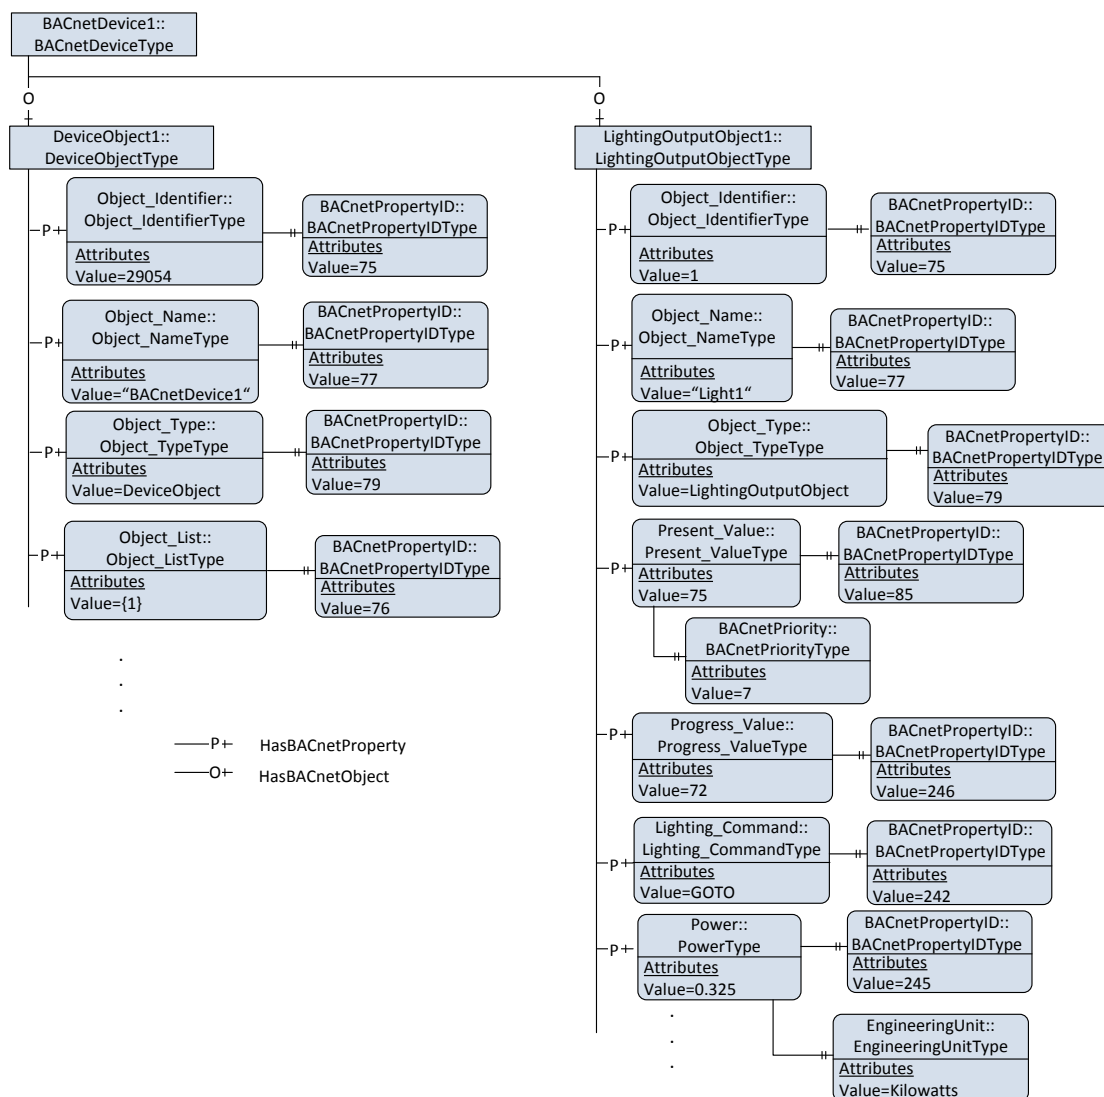 BACnetDevice1::
BACnetDeviceType
O
O
DeviceObject1::
DeviceObjectType
P
Object_Identifier::
Object_IdentifierType
Attributes
Value=29054
BACnetPropertyID::
BACnetPropertyIDType
Attributes
Value=75
P
Object_Name::
Object_NameType
Attributes
Value=“BACnetDevice1“
BACnetPropertyID::
BACnetPropertyIDType
Attributes
Value=77
P
Object_Type::
Object_TypeType
Attributes
Value=DeviceObject
BACnetPropertyID::
BACnetPropertyIDType
Attributes
Value=79
P
Object_List::
Object_ListType
Attributes
Value={1}
BACnetPropertyID::
BACnetPropertyIDType
Attributes
Value=76
.
.
.
P HasBACnetProperty
O HasBACnetObject
LightingOutputObject1::
LightingOutputObjectType
P
Object_Identifier::
Object_IdentifierType
Attributes
Value=1
BACnetPropertyID::
BACnetPropertyIDType
Attributes
Value=75
P
Object_Name::
Object_NameType
Attributes
Value=“Light1“
BACnetPropertyID::
BACnetPropertyIDType
Attributes
Value=77
P
Object_Type::
Object_TypeType
Attributes
Value=LightingOutputObject
BACnetPropertyID::
BACnetPropertyIDType
Attributes
Value=79
P
Present_Value::
Present_ValueType
Attributes
Value=75
BACnetPropertyID::
BACnetPropertyIDType
Attributes
Value=85
BACnetPriority::
BACnetPriorityType
Attributes
Value=7
P
Progress_Value::
Progress_ValueType
Attributes
Value=72
BACnetPropertyID::
BACnetPropertyIDType
Attributes
Value=246
P
Lighting_Command::
Lighting_CommandType
Attributes
Value=GOTO
BACnetPropertyID::
BACnetPropertyIDType
Attributes
Value=242
P
Power::
PowerType
Attributes
Value=0.325
BACnetPropertyID::
BACnetPropertyIDType
Attributes
Value=245
.
.
.
EngineeringUnit::
EngineeringUnitType
Attributes
Value=Kilowatts